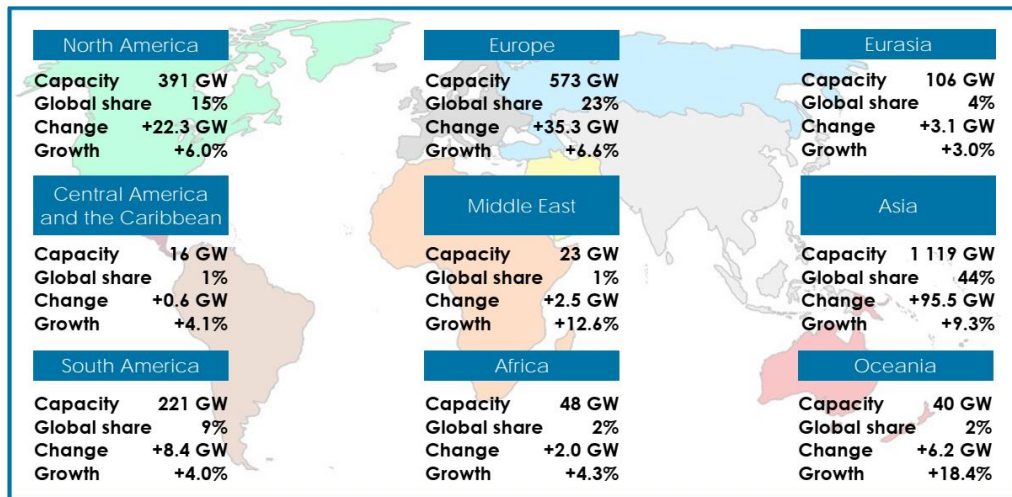 North America
Capacity 391 GW
Global share 15%
Change +22.3 GW
Growth +6.0%
Europe
Capacity 573 GW
Global share 23%
Change +35.3 GW
Growth +6.6%
Eurasia
Capacity 106 GW
Global share 4%
Change +3.1 GW
Growth +3.0%
Central America
and the Caribbean
Capacity 16 GW
Global share 1%
Change +0.6 GW
Growth +4.1%
Middle East
Capacity 23 GW
Global share 1%
Change +2.5 GW
Growth +12.6%
Asia
Capacity 1 119 GW
Global share 44%
Change +95.5 GW
Growth +9.3%
South America
Capacity 221 GW
Global share 9%
Change +8.4 GW
Growth +4.0%
Africa
Capacity 48 GW
Global share 2%
Change +2.0 GW
Growth +4.3%
Oceania
Capacity 40 GW
Global share 2%
Change +6.2 GW
Growth +18.4%